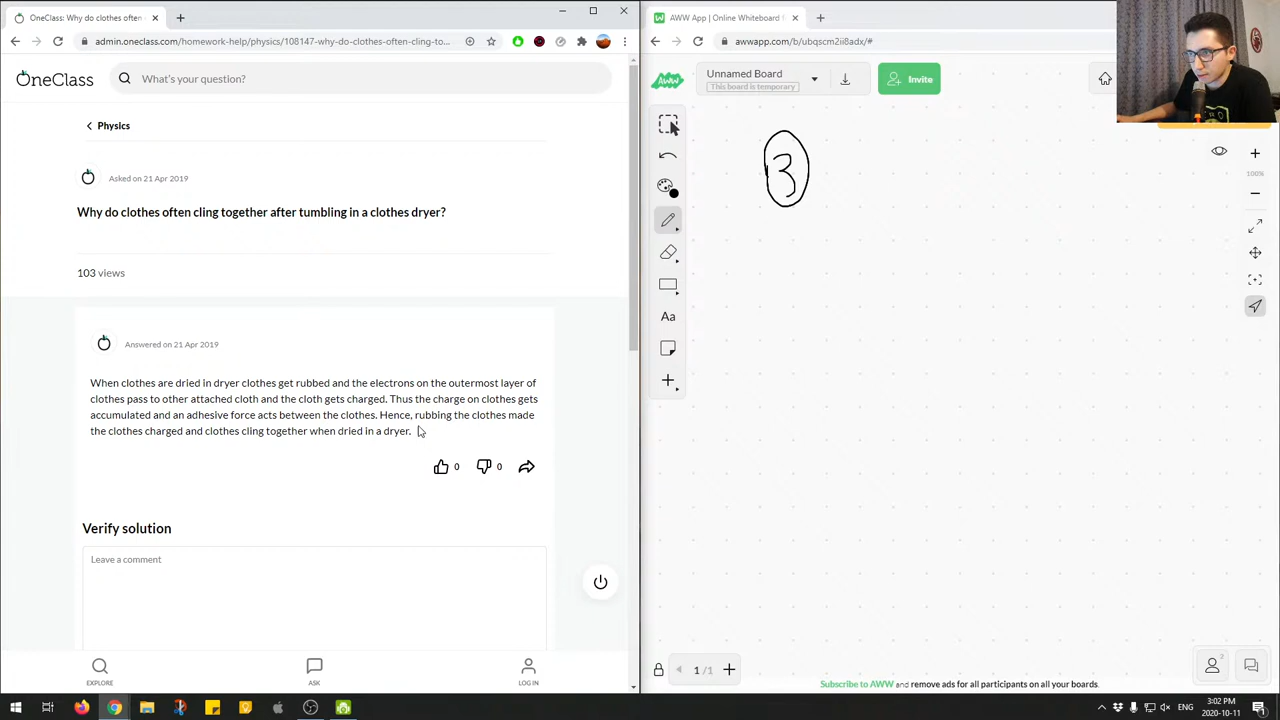 OneClass: Why do clothes often
AWW App | Online Whiteboard f
admin.oneclass.com/homework-help/physics/108147-why-do-clothes-often-cling-to...
awwapp.com/b/ubqscm2ii8adx/#
OneClass
What's your question?
Physics
Asked on 21 Apr 2019
Why do clothes often cling together after tumbling in a clothes dryer?
103 views
Answered on 21 Apr 2019
When clothes are dried in dryer clothes get rubbed and the electrons on the outermost layer of
clothes pass to other attached cloth and the cloth gets charged. Thus the charge on clothes gets
accumulated and an adhesive force acts between the clothes. Hence, rubbing the clothes made
the clothes charged and clothes cling together when dried in a dryer.
0
0
Verify solution
Leave a comment
EXPLORE
ASK
LOG IN
AWW
Unnamed Board
This board is temporary
Invite
3
100%
Aa
1 /1
Subscribe to AWW and remove ads for all participants on all your boards.
ENG
3:02 PM
2020-10-11